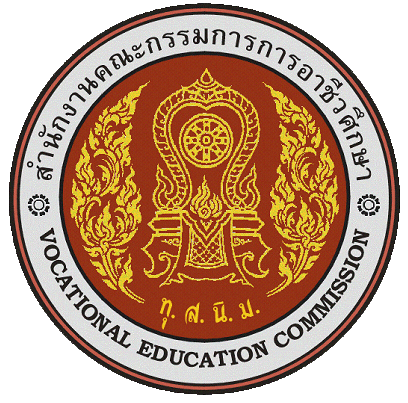 สำนักงานคณะกรรมการการอาชีวศึกษา
ทุ. ส. นิ. ม.
VOCATIONAL EDUCATION COMMISSION